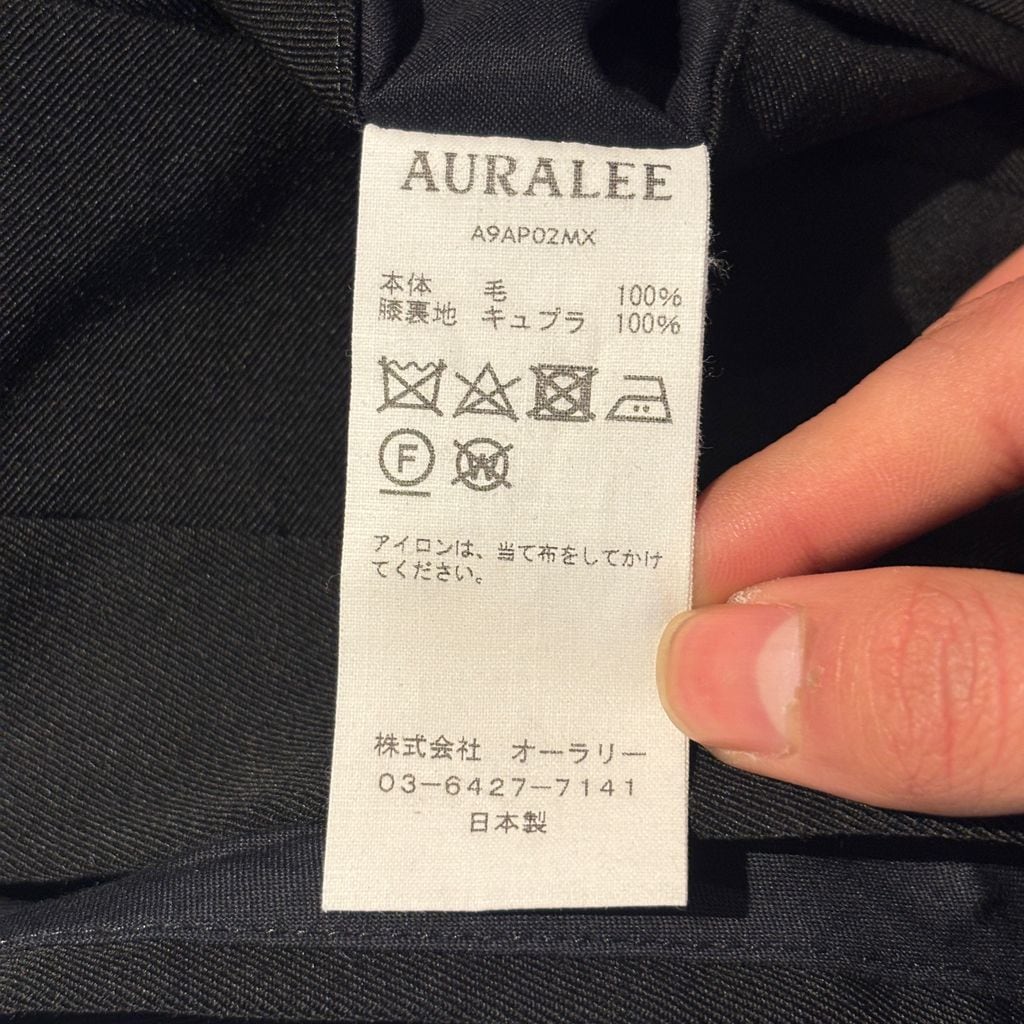 AURALEE
A9AP02MX
本体 毛 100%
膝裏地 キュプラ 100%
F W
アイロンは、当て布をしてかけ
てください。
株式会社 オーラリー
03-6427-7141
日本製